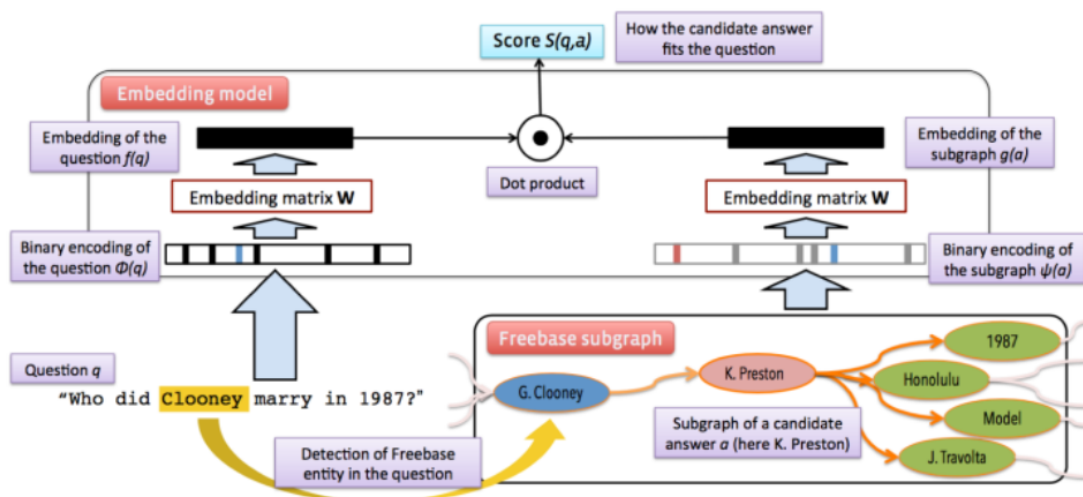 Score S(q,a)
How the candidate answer
fits the question
Embedding model
Embedding of the
question f(q)
Dot product
Embedding of the
subgraph g(a)
Embedding matrix W
Embedding matrix W
Binary encoding of
the question Φ(q)
Binary encoding of
the subgraph ψ(a)
Freebase subgraph
Question q
“Who did Clooney marry in 1987?”
Detection of Freebase
entity in the question
G. Clooney
K. Preston
1987
Honolulu
Model
J. Travolta
Subgraph of a candidate
answer a (here K. Preston)